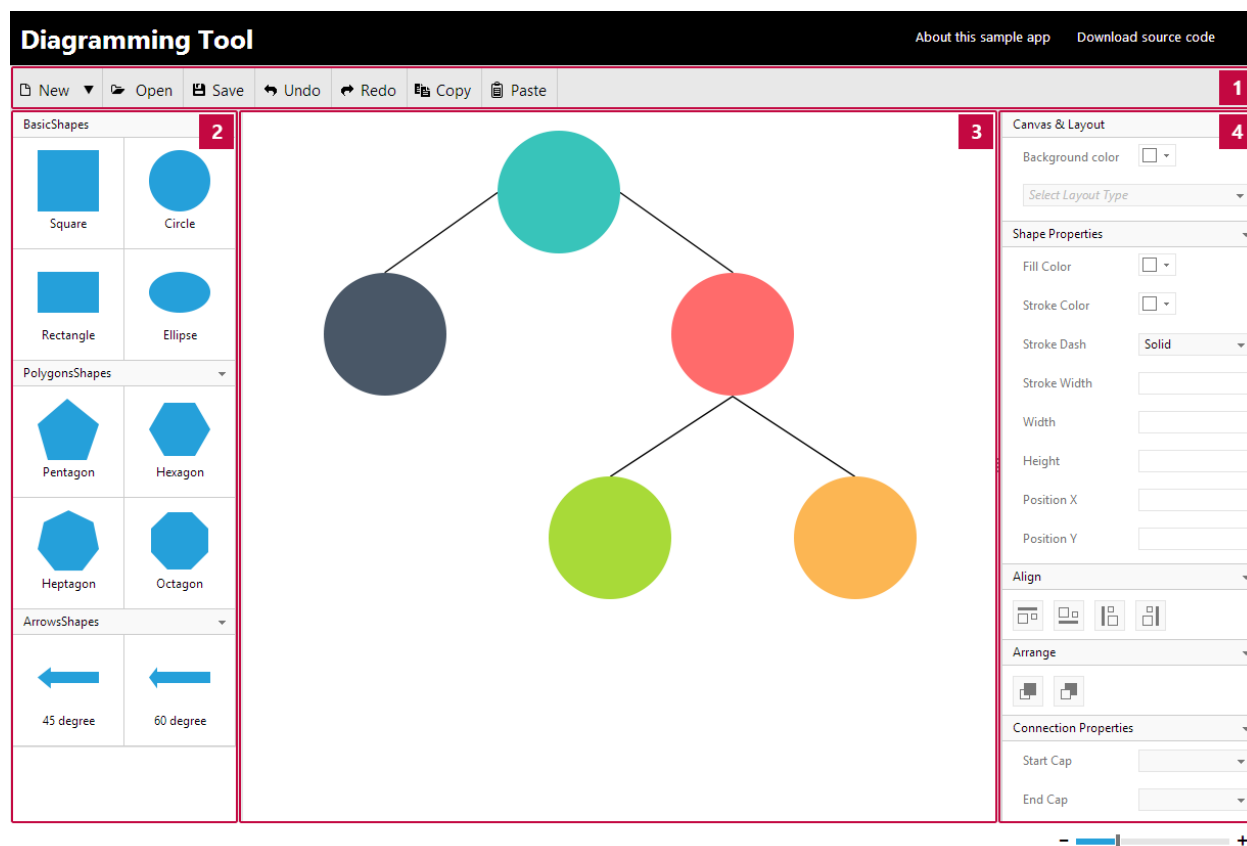 Diagramming Tool
About this sample app Download source code
New Open Save Undo Redo Copy Paste 1
BasicShapes 2
Square Circle
Rectangle Ellipse
PolygonsShapes
Pentagon Hexagon
Heptagon Octagon
ArrowsShapes
45 degree 60 degree
3
Canvas & Layout 4
Background color
Select Layout Type
Shape Properties
Fill Color
Stroke Color
Stroke Dash Solid
Stroke Width
Width
Height
Position X
Position Y
Align
Arrange
Connection Properties
Start Cap
End Cap